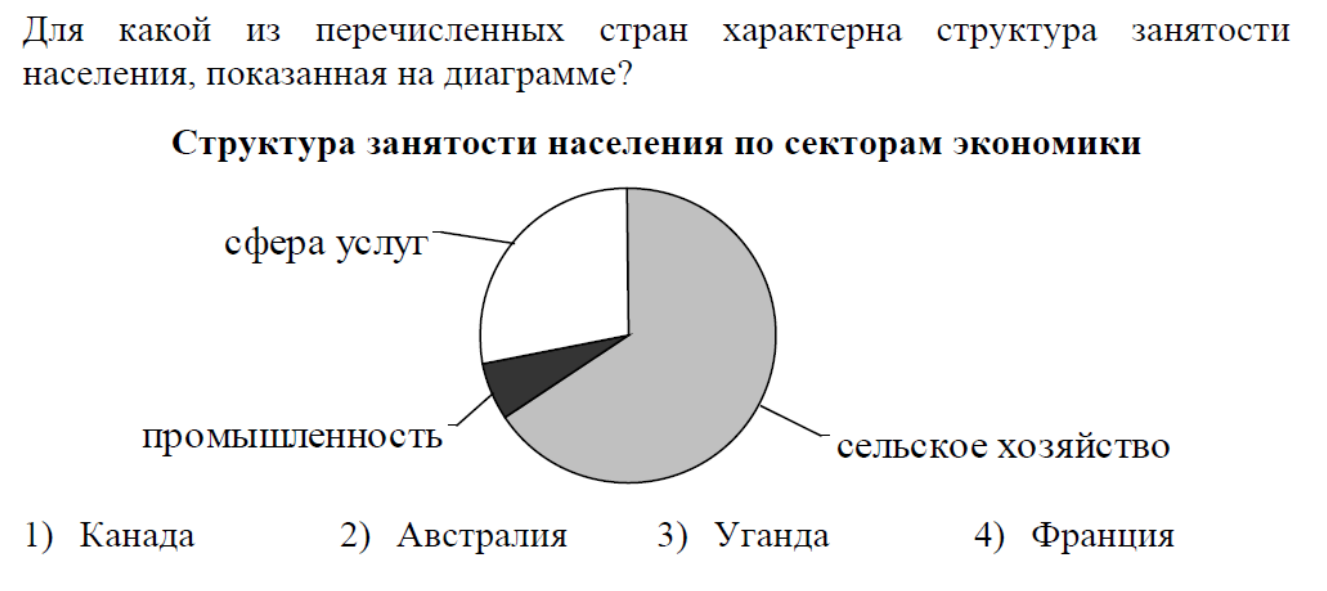 Для какой из перечисленных стран характерна структура занятости
населения, показанная на диаграмме?
Структура занятости населения по секторам экономики
сфера услуг
промышленность
сельское хозяйство
1) Канада 2) Австралия 3) Уганда 4) Франция